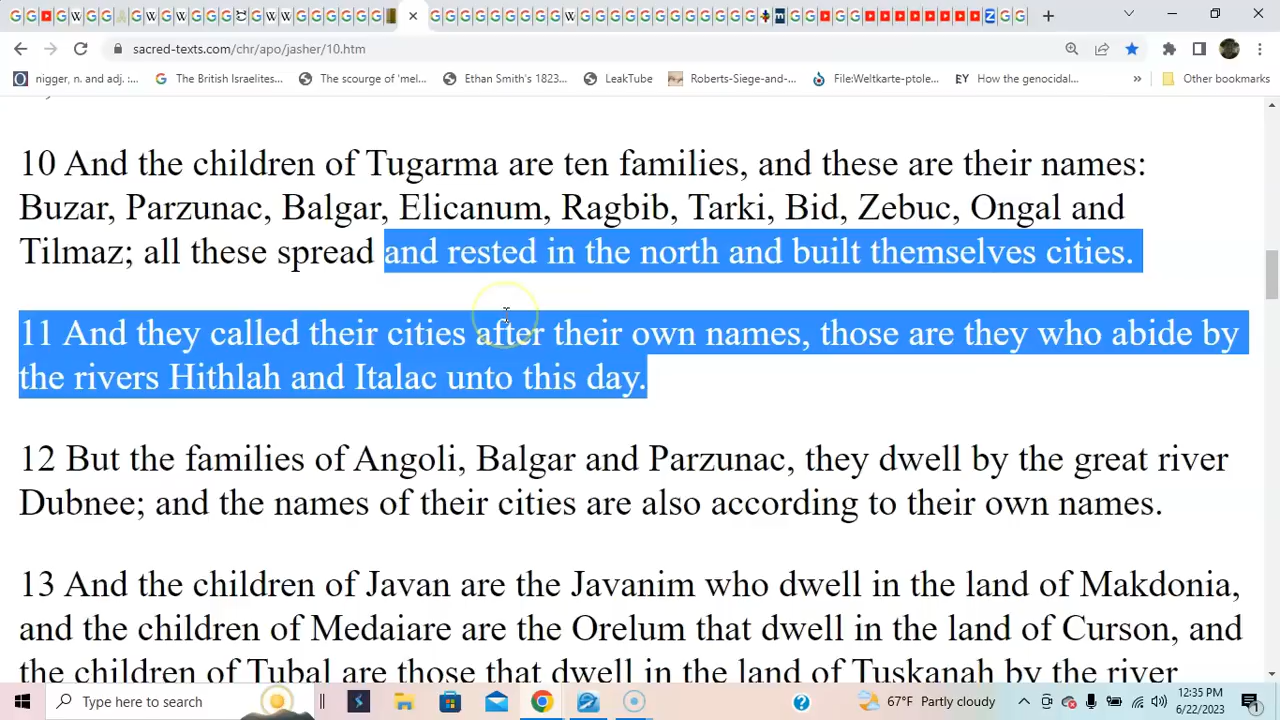 sacred-texts.com/chr/apo/jasher/10.htm
nigger, n. and adj. :... The British Israelites... The scourge of 'mel... Ethan Smith's 1823... LeakTube Roberts-Siege-and-... File:Weltkarte-ptole... EY How the genocidal... » Other bookmarks
10 And the children of Tugarma are ten families, and these are their names:
Buzar, Parzunac, Balgar, Elicanum, Ragbib, Tarki, Bid, Zebuc, Ongal and
Tilmaz; all these spread and rested in the north and built themselves cities.
11 And they called their cities after their own names, those are they who abide by
the rivers Hithlah and Italac unto this day.
12 But the families of Angoli, Balgar and Parzunac, they dwell by the great river
Dubnee; and the names of their cities are also according to their own names.
13 And the children of Javan are the Javanim who dwell in the land of Makdonia,
and the children of Medaiare are the Orelum that dwell in the land of Curson, and
the children of Tubal are those that dwell in the land of Tuskanah by the river
Type here to search 67°F Partly cloudy 12:35 PM
6/22/2023